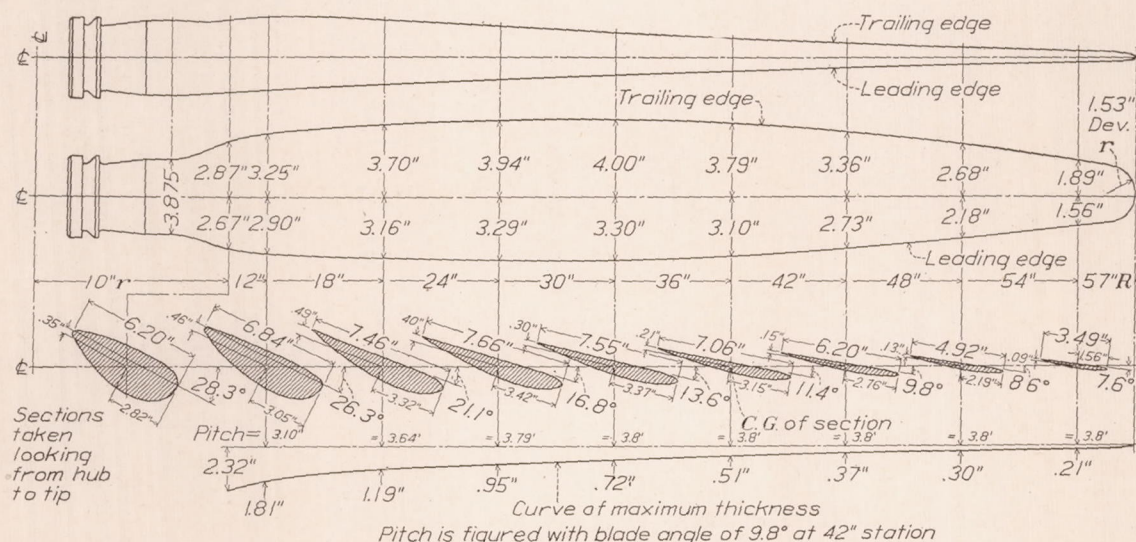 ℄
Trailing edge
℄
Leading edge
Trailing edge
1.53"
Dev.
r
3.875
2.87" 3.25" 3.70" 3.94" 4.00" 3.79" 3.36" 2.68" 1.89"
℄
2.67" 2.90" 3.16" 3.29" 3.30" 3.10" 2.73" 2.18" 1.56"
Leading edge
10"r 12" 18" 24" 30" 36" 42" 48" 54" 57"R
.35" 6.20" .46" 6.84" .49" 7.46" .40" 7.66" .30" 7.55" .21" 7.06" .15" 6.20" .13" 4.92" .09" 3.49"
℄
2.82" 28.3° 3.05" 26.3° 3.32" 21.1° 3.42" 16.8° 3.37" 13.6° 3.15" 11.4° 2.76" 9.8° 2.19" 8.6° 1.56" 7.6°
Sections
taken
looking
from hub
to tip
C.G. of section
Pitch= 3.10' = 3.64' = 3.79' = 3.8' = 3.8' = 3.8' = 3.8' = 3.8'
2.32" 1.81" 1.19" .95" .72" .51" .37" .30" .21"
Curve of maximum thickness
Pitch is figured with blade angle of 9.8° at 42" station